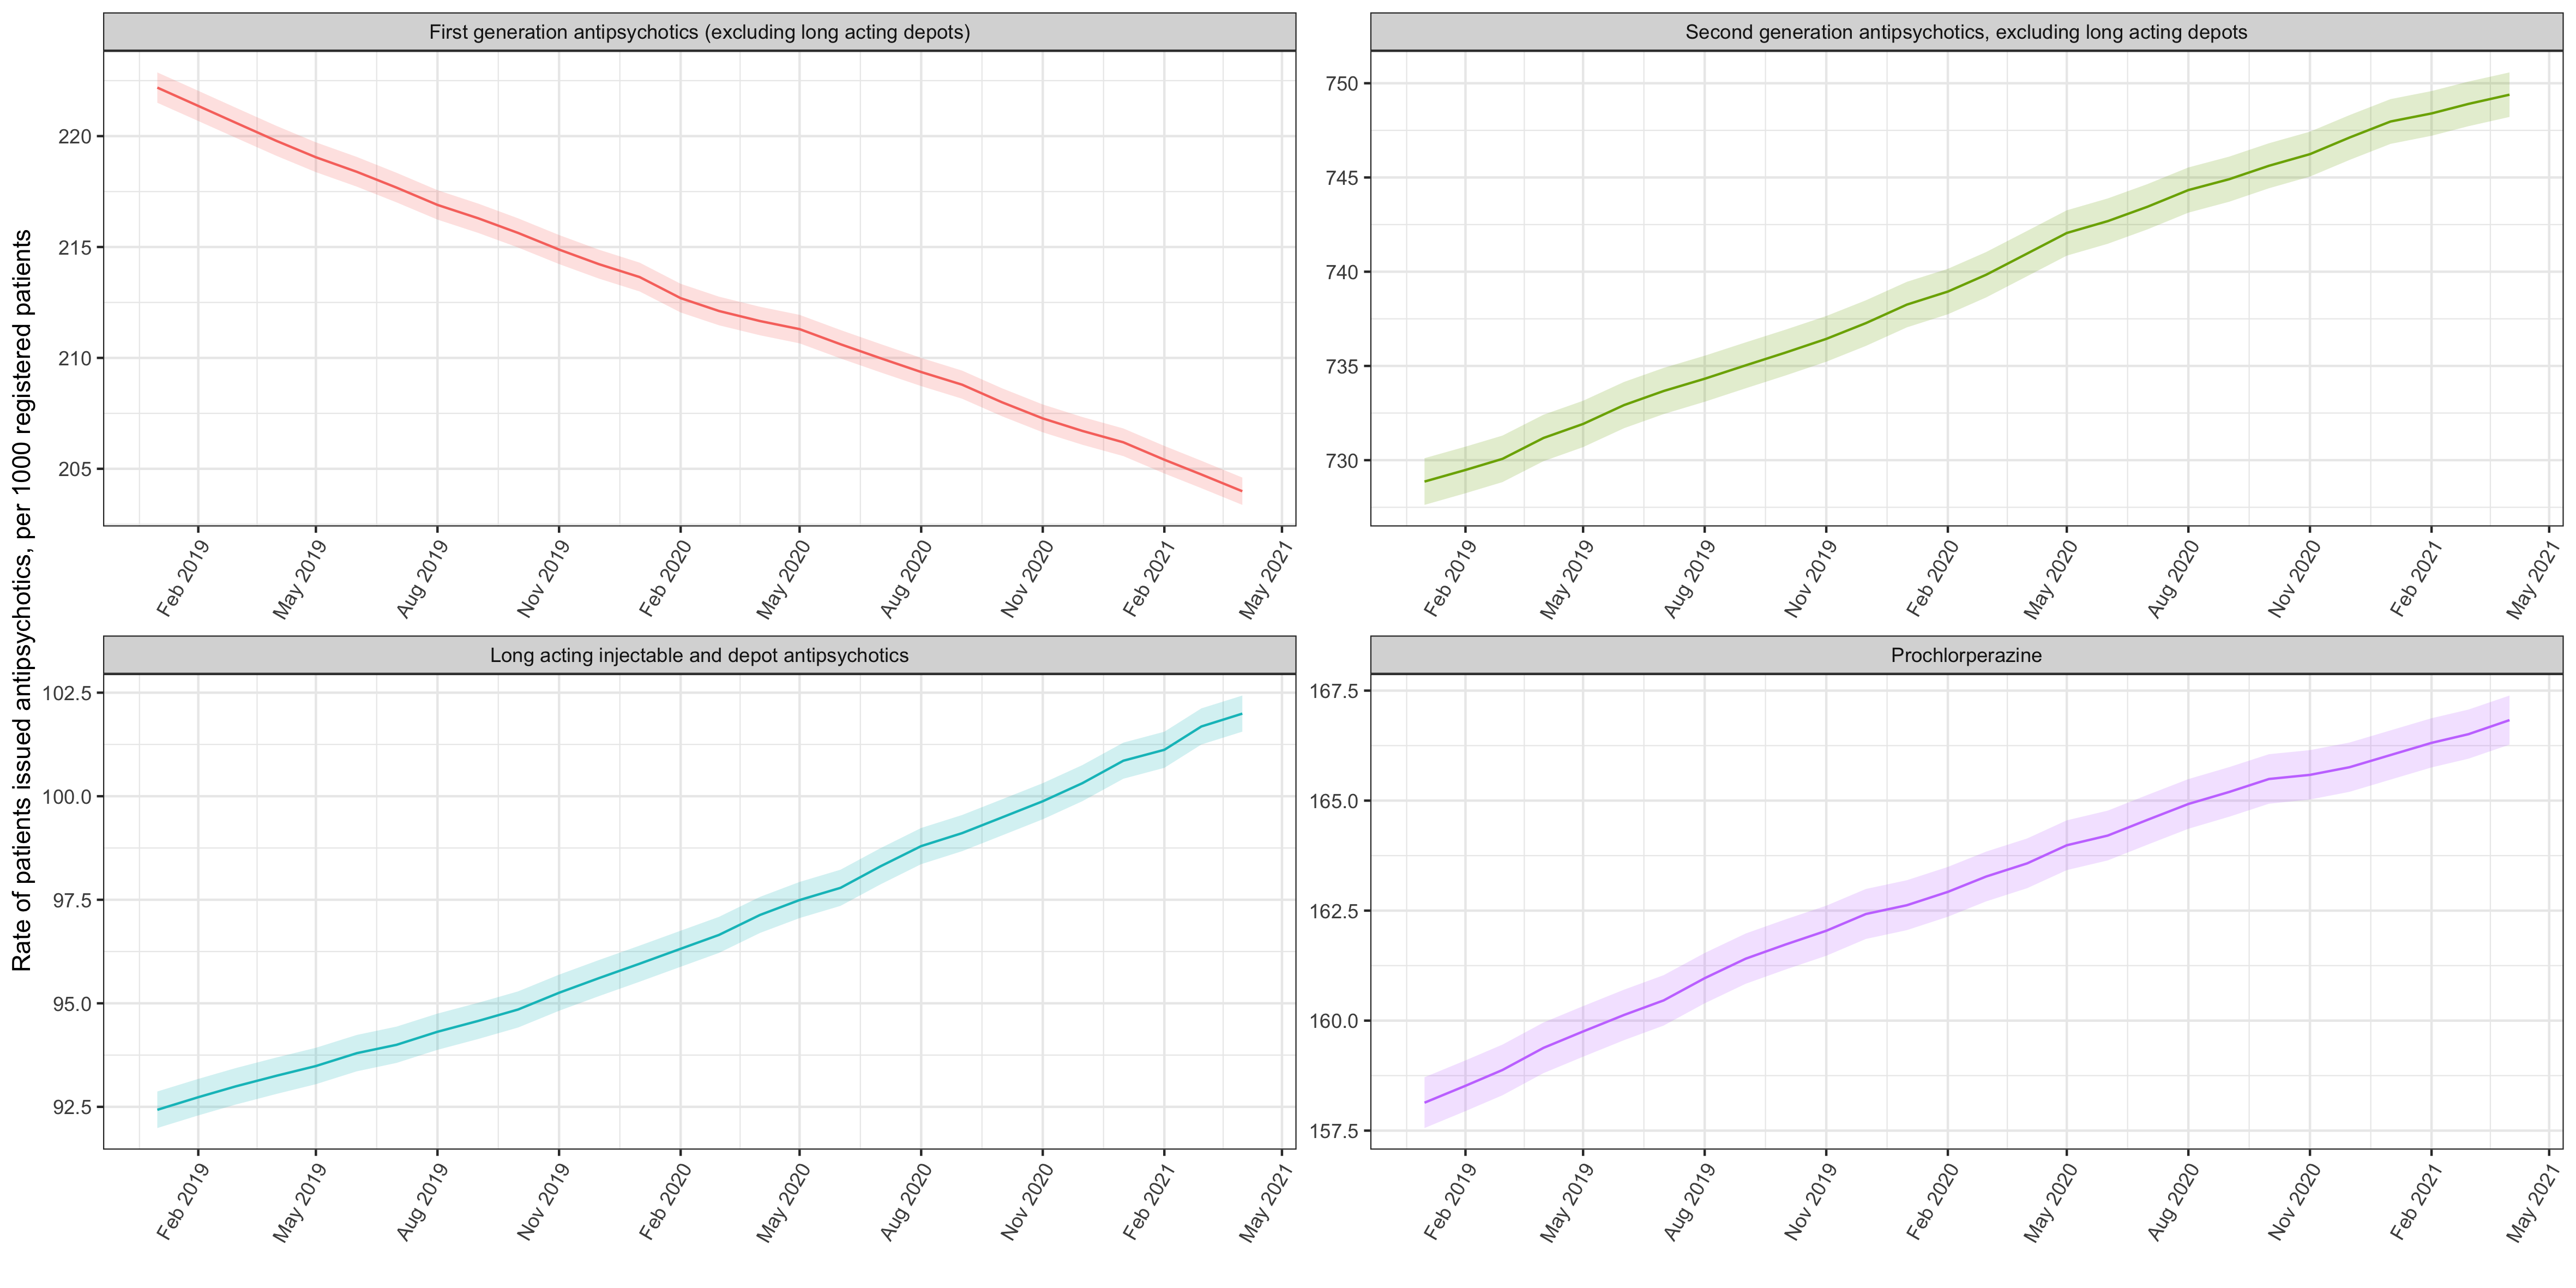 Rate of patients issued antipsychotics, per 1000 registered patients
First generation antipsychotics (excluding long acting depots)
220
215
210
205
Feb 2019
May 2019
Aug 2019
Nov 2019
Feb 2020
May 2020
Aug 2020
Nov 2020
Feb 2021
May 2021
Second generation antipsychotics, excluding long acting depots
750
745
740
735
730
Feb 2019
May 2019
Aug 2019
Nov 2019
Feb 2020
May 2020
Aug 2020
Nov 2020
Feb 2021
May 2021
Long acting injectable and depot antipsychotics
102.5
100.0
97.5
95.0
92.5
Feb 2019
May 2019
Aug 2019
Nov 2019
Feb 2020
May 2020
Aug 2020
Nov 2020
Feb 2021
May 2021
Prochlorperazine
167.5
165.0
162.5
160.0
157.5
Feb 2019
May 2019
Aug 2019
Nov 2019
Feb 2020
May 2020
Aug 2020
Nov 2020
Feb 2021
May 2021